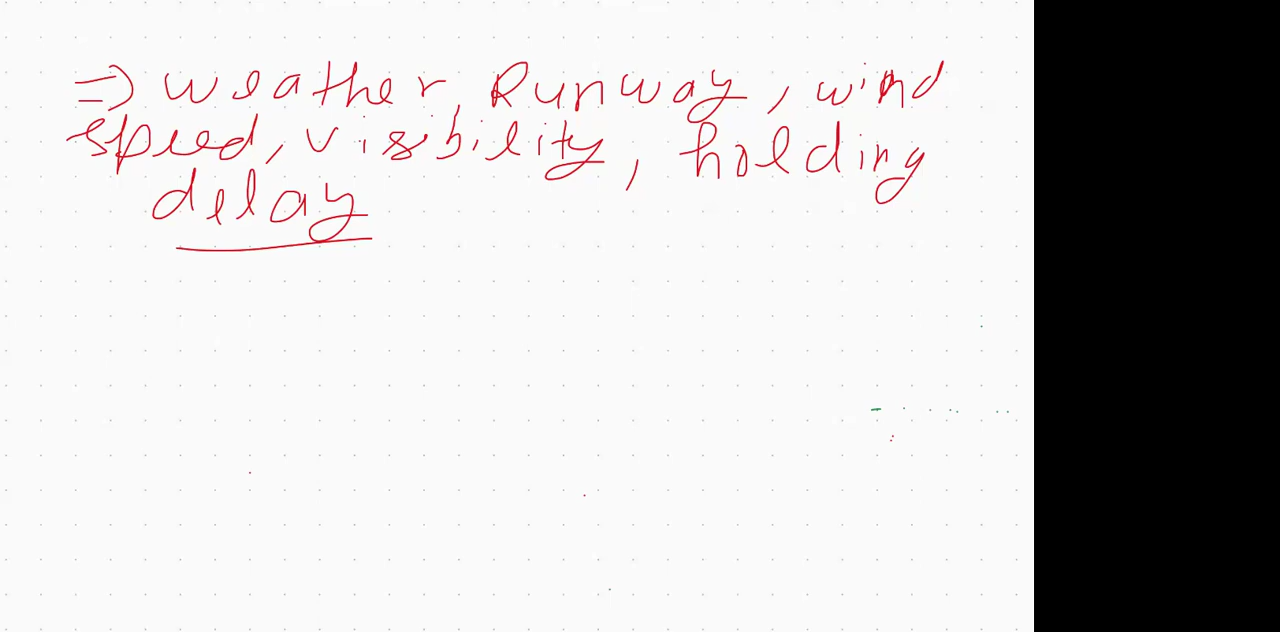 ⇒ weather, Runway, wind
speed, visibility, holding
delay